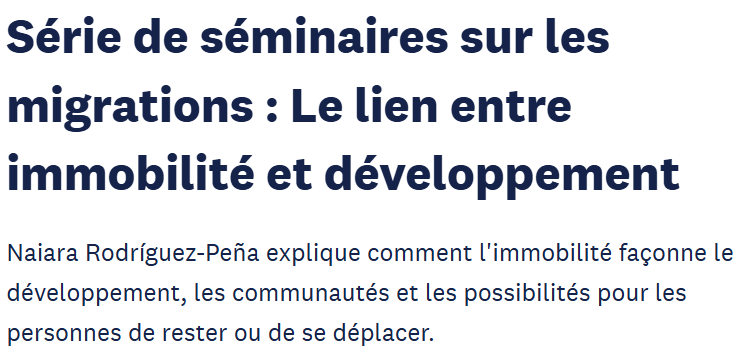 Série de séminaires sur les
migrations : Le lien entre
immobilité et développement
Naiara Rodríguez-Peña explique comment l'immobilité façonne le
développement, les communautés et les possibilités pour les
personnes de rester ou de se déplacer.